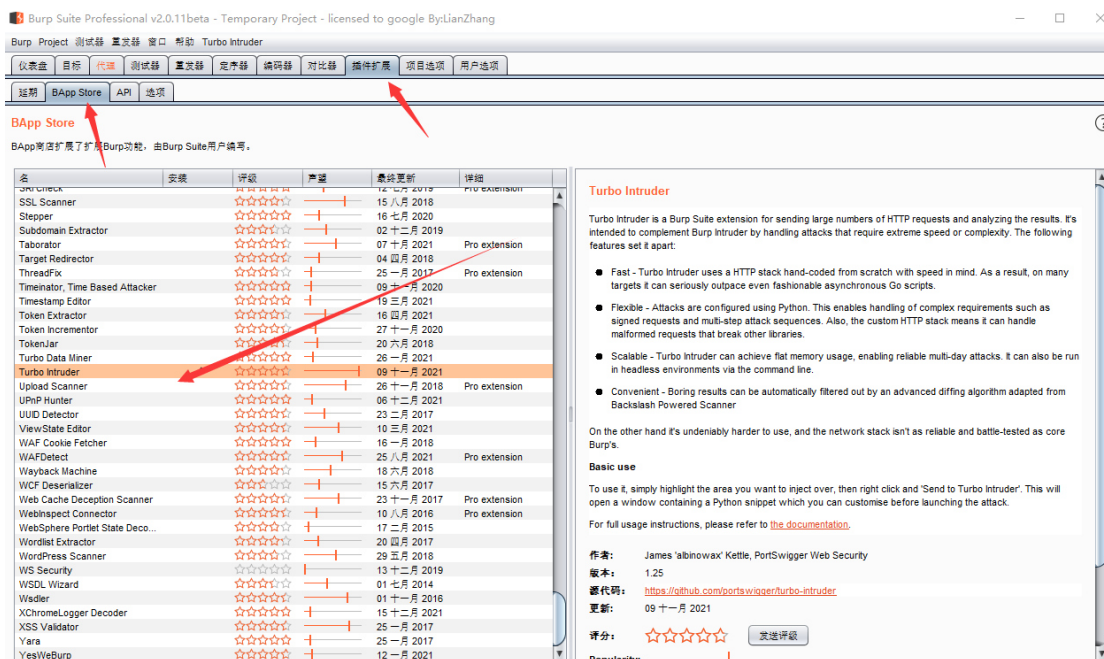 Burp Suite Professional v2.0.11beta - Temporary Project - licensed to google By:LianZhang
Burp Project 测试器 重发器 窗口 帮助 Turbo Intruder
仪表盘 目标 代理 测试器 重发器 定序器 编码器 对比器 插件扩展 项目选项 用户选项
延期 BApp Store API 选项
BApp Store
BApp商店扩展了扩展Burp功能，由Burp Suite用户编写。
名 安装 评级 声望 最终更新 详细
SRI Check 12 七月 2019 Pro extension
SSL Scanner 15 八月 2018
Stepper 16 七月 2020
Subdomain Extractor 02 十二月 2019
Taborator 07 十月 2021 Pro extension
Target Redirector 04 四月 2018
ThreadFix 25 一月 2017 Pro extension
Timeinator, Time Based Attacker 09 十一月 2020
Timestamp Editor 19 三月 2021
Token Extractor 16 四月 2021
Token Incrementor 27 十一月 2020
TokenJar 20 六月 2018
Turbo Data Miner 26 一月 2021
Turbo Intruder 09 十一月 2021
Upload Scanner 26 十一月 2018 Pro extension
UPnP Hunter 06 十二月 2021
UUID Detector 23 二月 2017
ViewState Editor 10 三月 2021
WAF Cookie Fetcher 16 一月 2018
WAFDetect 25 八月 2021 Pro extension
Wayback Machine 18 六月 2018
WCF Deserializer 15 六月 2017
Web Cache Deception Scanner 23 十一月 2017 Pro extension
WebInspect Connector 10 八月 2016 Pro extension
WebSphere Portlet State Deco... 17 二月 2015
Wordlist Extractor 20 四月 2017
WordPress Scanner 29 五月 2018
WS Security 13 十二月 2019
WSDL Wizard 01 七月 2014
Wsdler 01 十一月 2016
XChromeLogger Decoder 15 十二月 2021
XSS Validator 25 一月 2017
Yara 25 一月 2017
YesWeBurp 12 一月 2021
Turbo Intruder
Turbo Intruder is a Burp Suite extension for sending large numbers of HTTP requests and analyzing the results. It's
intended to complement Burp Intruder by handling attacks that require extreme speed or complexity. The following
features set it apart:
Fast - Turbo Intruder uses a HTTP stack hand-coded from scratch with speed in mind. As a result, on many
targets it can seriously outpace even fashionable asynchronous Go scripts.
Flexible - Attacks are configured using Python. This enables handling of complex requirements such as
signed requests and multi-step attack sequences. Also, the custom HTTP stack means it can handle
malformed requests that break other libraries.
Scalable - Turbo Intruder can achieve flat memory usage, enabling reliable multi-day attacks. It can also be run
in headless environments via the command line.
Convenient - Boring results can be automatically filtered out by an advanced diffing algorithm adapted from
Backslash Powered Scanner
On the other hand it's undeniably harder to use, and the network stack isn't as reliable and battle-tested as core
Burp's.
Basic use
To use it, simply highlight the area you want to inject over, then right click and 'Send to Turbo Intruder'. This will
open a window containing a Python snippet which you can customise before launching the attack.
For full usage instructions, please refer to the documentation.
作者: James 'albinowax' Kettle, PortSwigger Web Security
版本: 1.25
源代码: https://github.com/portswigger/turbo-intruder
更新: 09 十一月 2021
评分: 发送评级
Popularity: